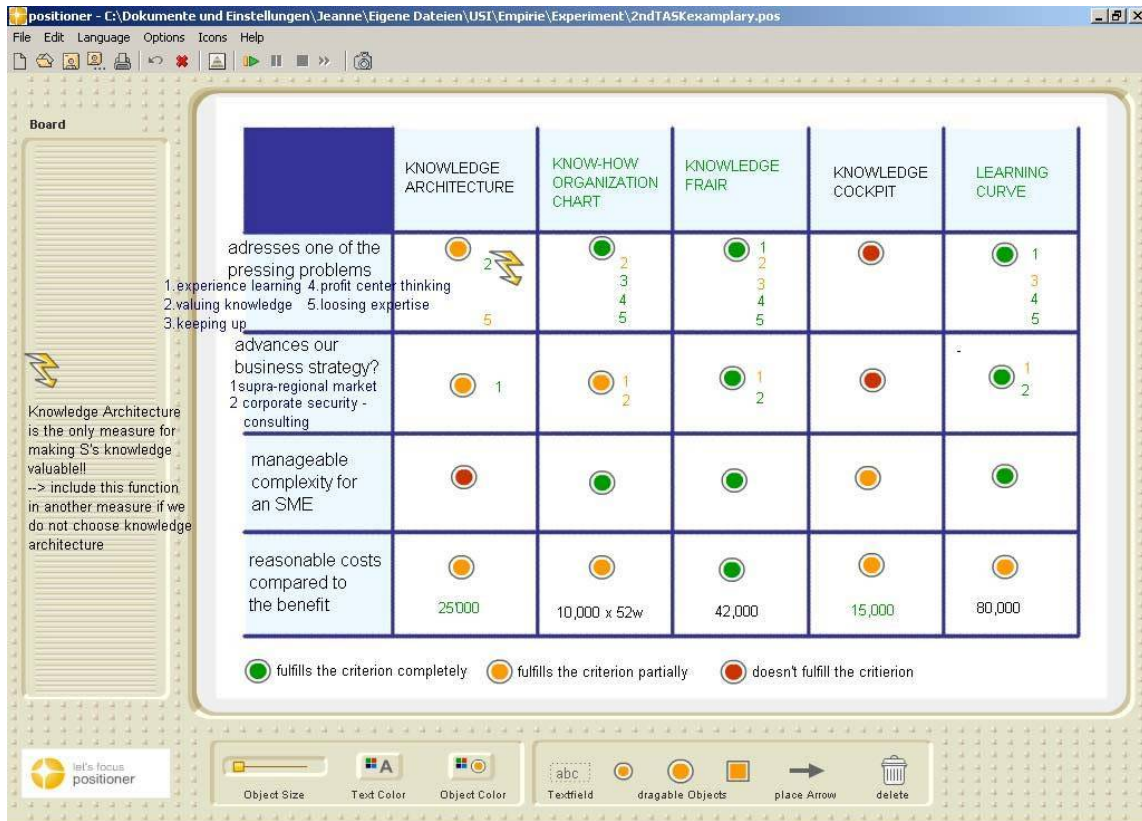 positioner - C:\Dokumente und Einstellungen\Jeanne\Eigene Dateien\USI\Empirie\Experiment\2ndTASKexamplary.pos
File Edit Language Options Icons Help
Board
Knowledge Architecture
is the only measure for
making S's knowledge
valuable!!
--> include this function
in another measure if we
do not choose knowledge
architecture
KNOWLEDGE
ARCHITECTURE
KNOW-HOW
ORGANIZATION
CHART
KNOWLEDGE
FRAIR
KNOWLEDGE
COCKPIT
LEARNING
CURVE
adresses one of the
pressing problems
1.experience learning 4.profit center thinking
2.valuing knowledge 5.loosing expertise
3.keeping up
2
5
2
3
4
5
1
2
3
4
5
1
3
4
5
advances our
business strategy?
1supra-regional market
2 corporate security -
consulting
1
1
2
1
2
-
1
2
manageable
complexity for
an SME
reasonable costs
compared to
the benefit
25'000
10,000 x 52w
42,000
15,000
80,000
fulfills the criterion completely
fulfills the criterion partially
doesn't fulfill the critierion
let's focus
positioner
Object Size
A
Text Color
Object Color
abc
Textfield
dragable Objects
place Arrow
delete